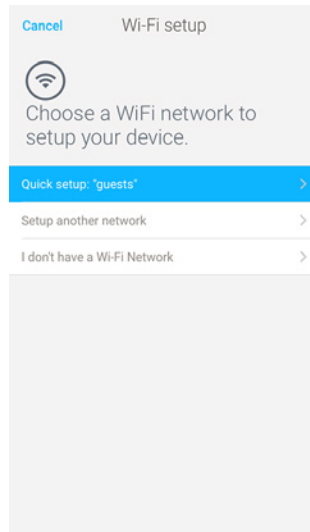 Cancel Wi-Fi setup
Choose a WiFi network to
setup your device.
Quick setup: "guests"
Setup another network
I don't have a Wi-Fi Network